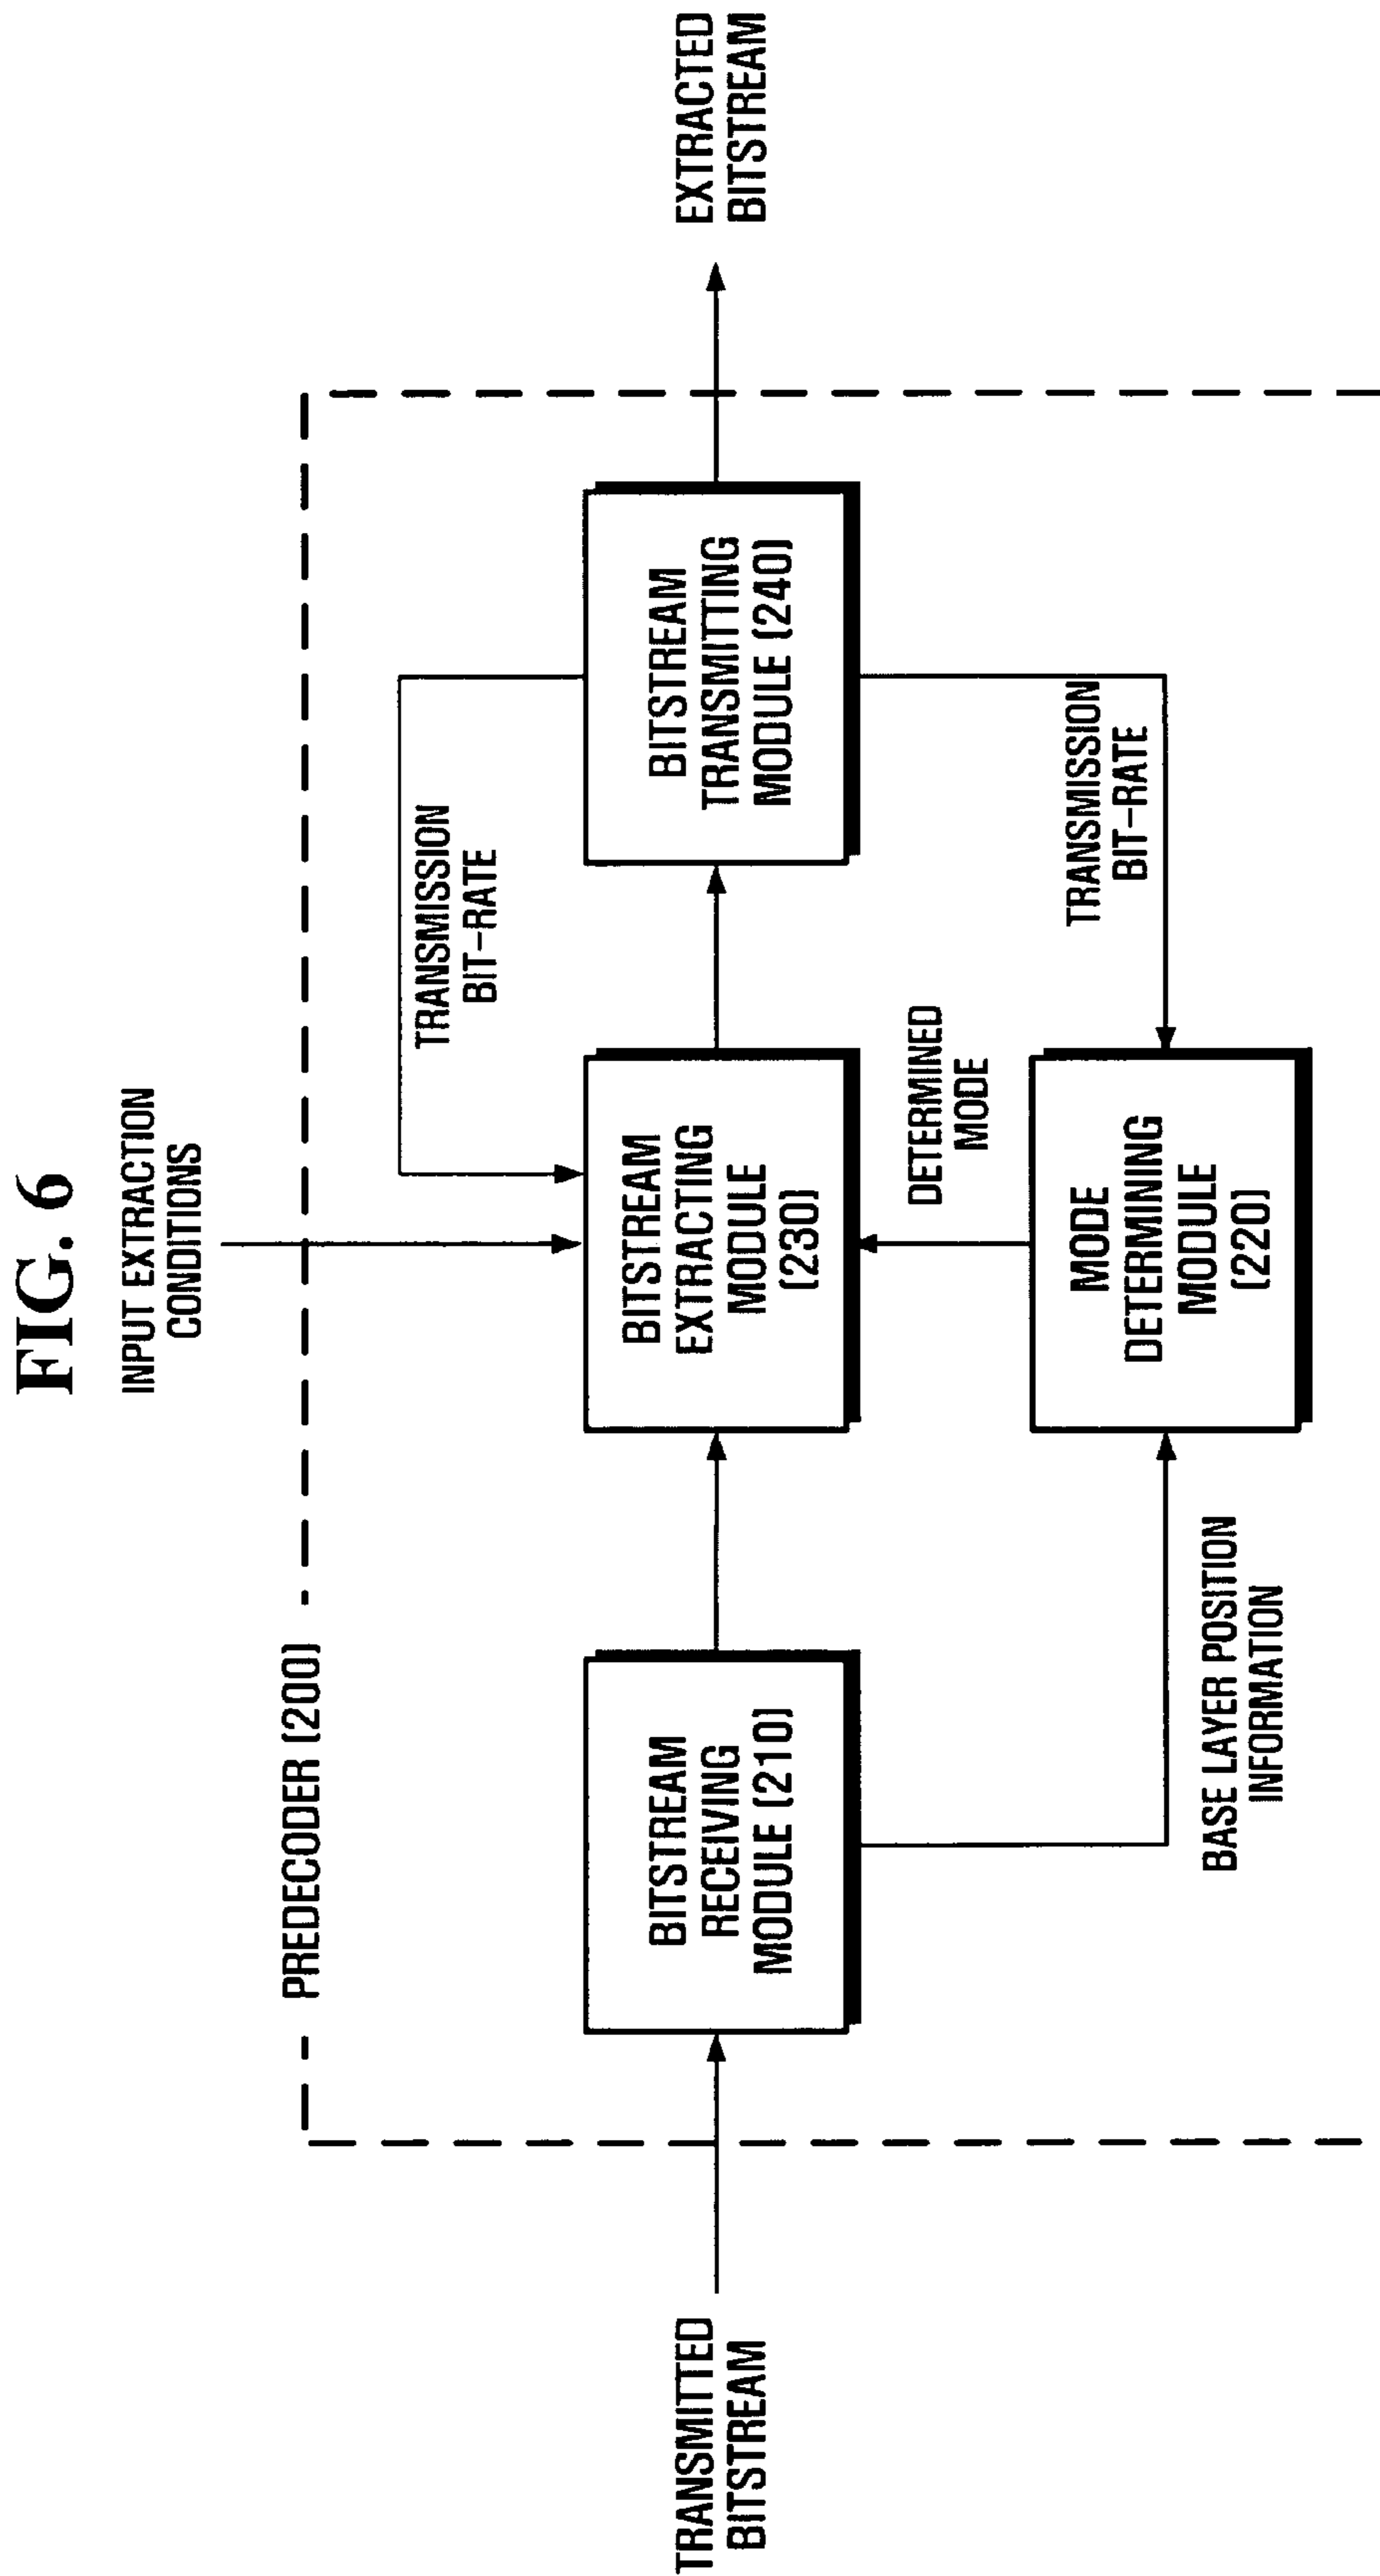 FIG. 6
INPUT EXTRACTION
CONDITIONS
PREDECODER (200)
TRANSMISSION
BIT-RATE
TRANSMITTED
BITSTREAM
BITSTREAM
RECEIVING
MODULE (210)
BITSTREAM
EXTRACTING
MODULE
(230)
BITSTREAM
TRANSMITTING
MODULE (240)
EXTRACTED
BITSTREAM
DETERMINED
MODE
TRANSMISSION
BIT-RATE
BASE LAYER POSITION
INFORMATION
MODE
DETERMINING
MODULE
(220)